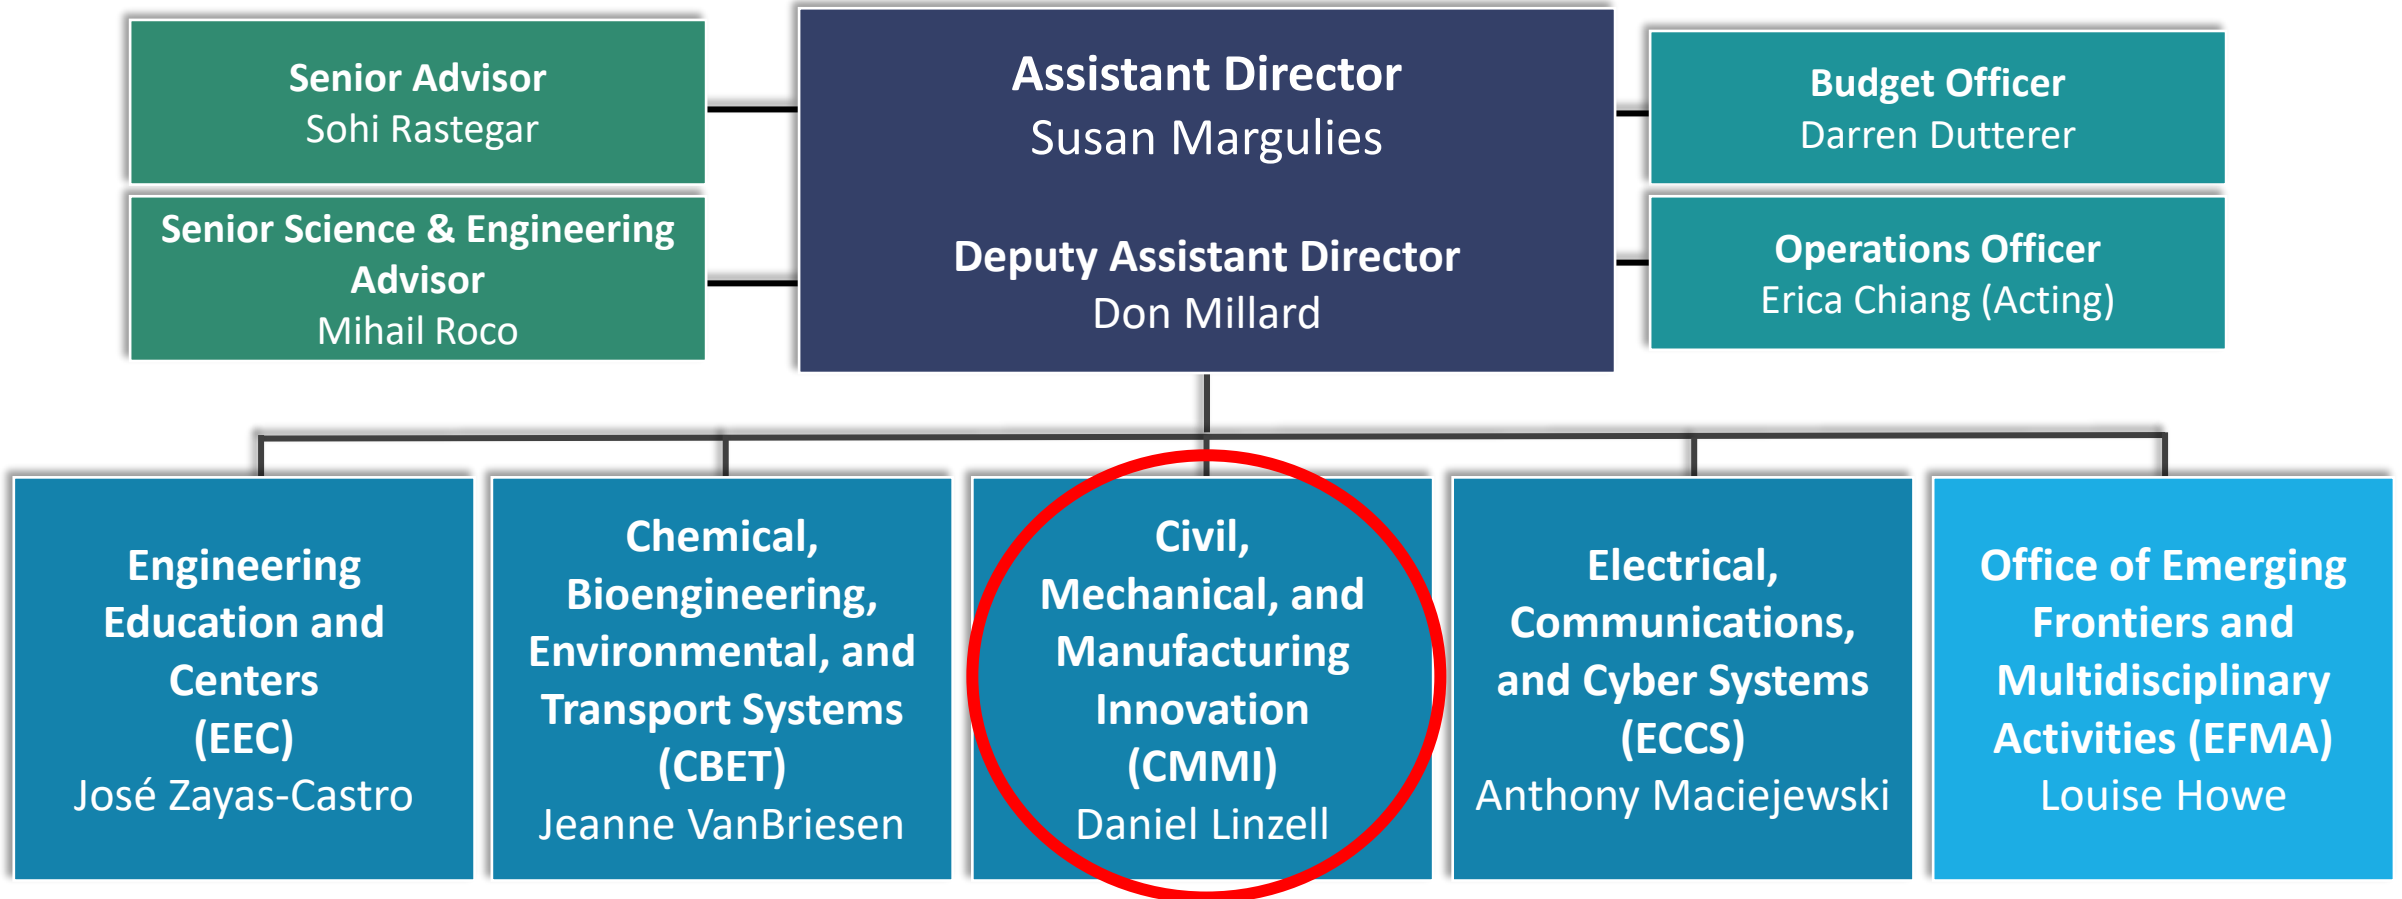 Senior Advisor
Sohi Rastegar
Senior Science & Engineering
Advisor
Mihail Roco
Assistant Director
Susan Margulies
Deputy Assistant Director
Don Millard
Budget Officer
Darren Dutterer
Operations Officer
Erica Chiang (Acting)
Engineering
Education and
Centers
(EEC)
José Zayas-Castro
Chemical,
Bioengineering,
Environmental, and
Transport Systems
(CBET)
Jeanne VanBriesen
Civil,
Mechanical, and
Manufacturing
Innovation
(CMMI)
Daniel Linzell
Electrical,
Communications,
and Cyber Systems
(ECCS)
Anthony Maciejewski
Office of Emerging
Frontiers and
Multidisciplinary
Activities (EFMA)
Louise Howe